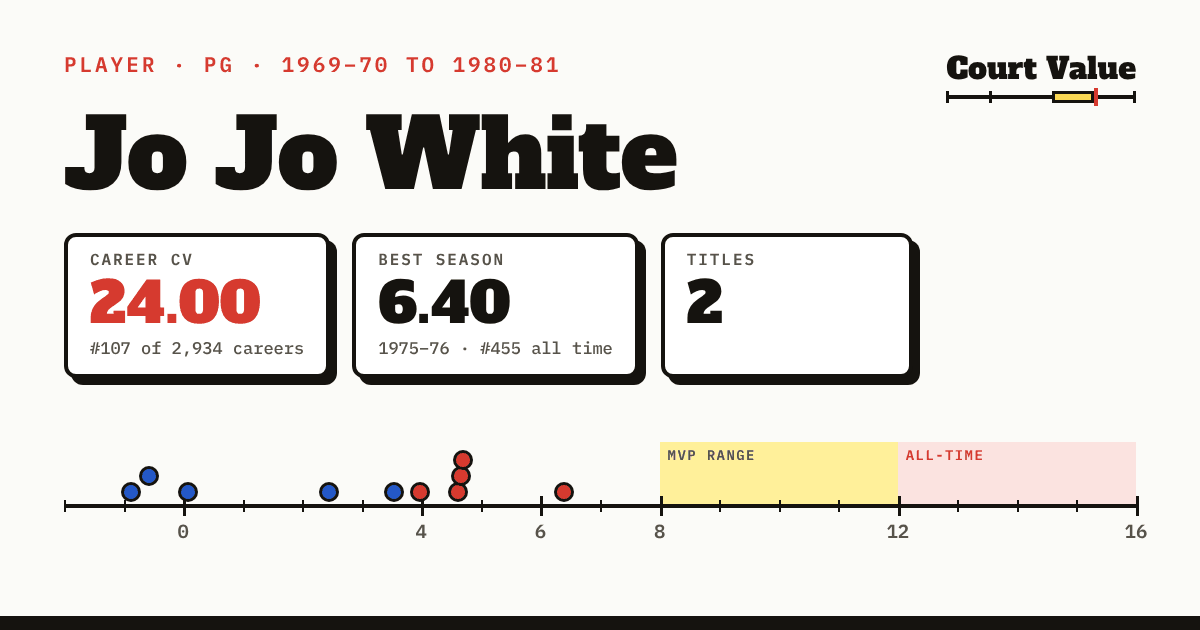 PLAYER · PG · 1969–70 TO 1980–81
Court Value
Jo Jo White
CAREER CV
24.00
#107 of 2,934 careers
BEST SEASON
6.40
1975–76 · #455 all time
TITLES
2
MVP RANGE
ALL-TIME
0 4 6 8 12 16